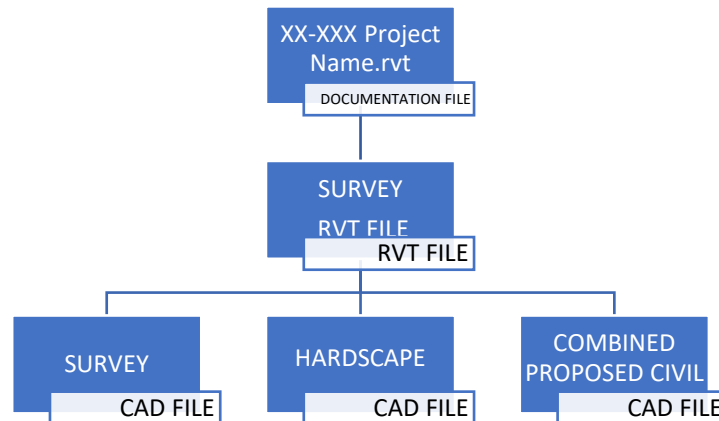 XX-XXX Project
Name.rvt
DOCUMENTATION FILE
SURVEY
RVT FILE
RVT FILE
SURVEY
CAD FILE
HARDSCAPE
CAD FILE
COMBINED
PROPOSED CIVIL
CAD FILE